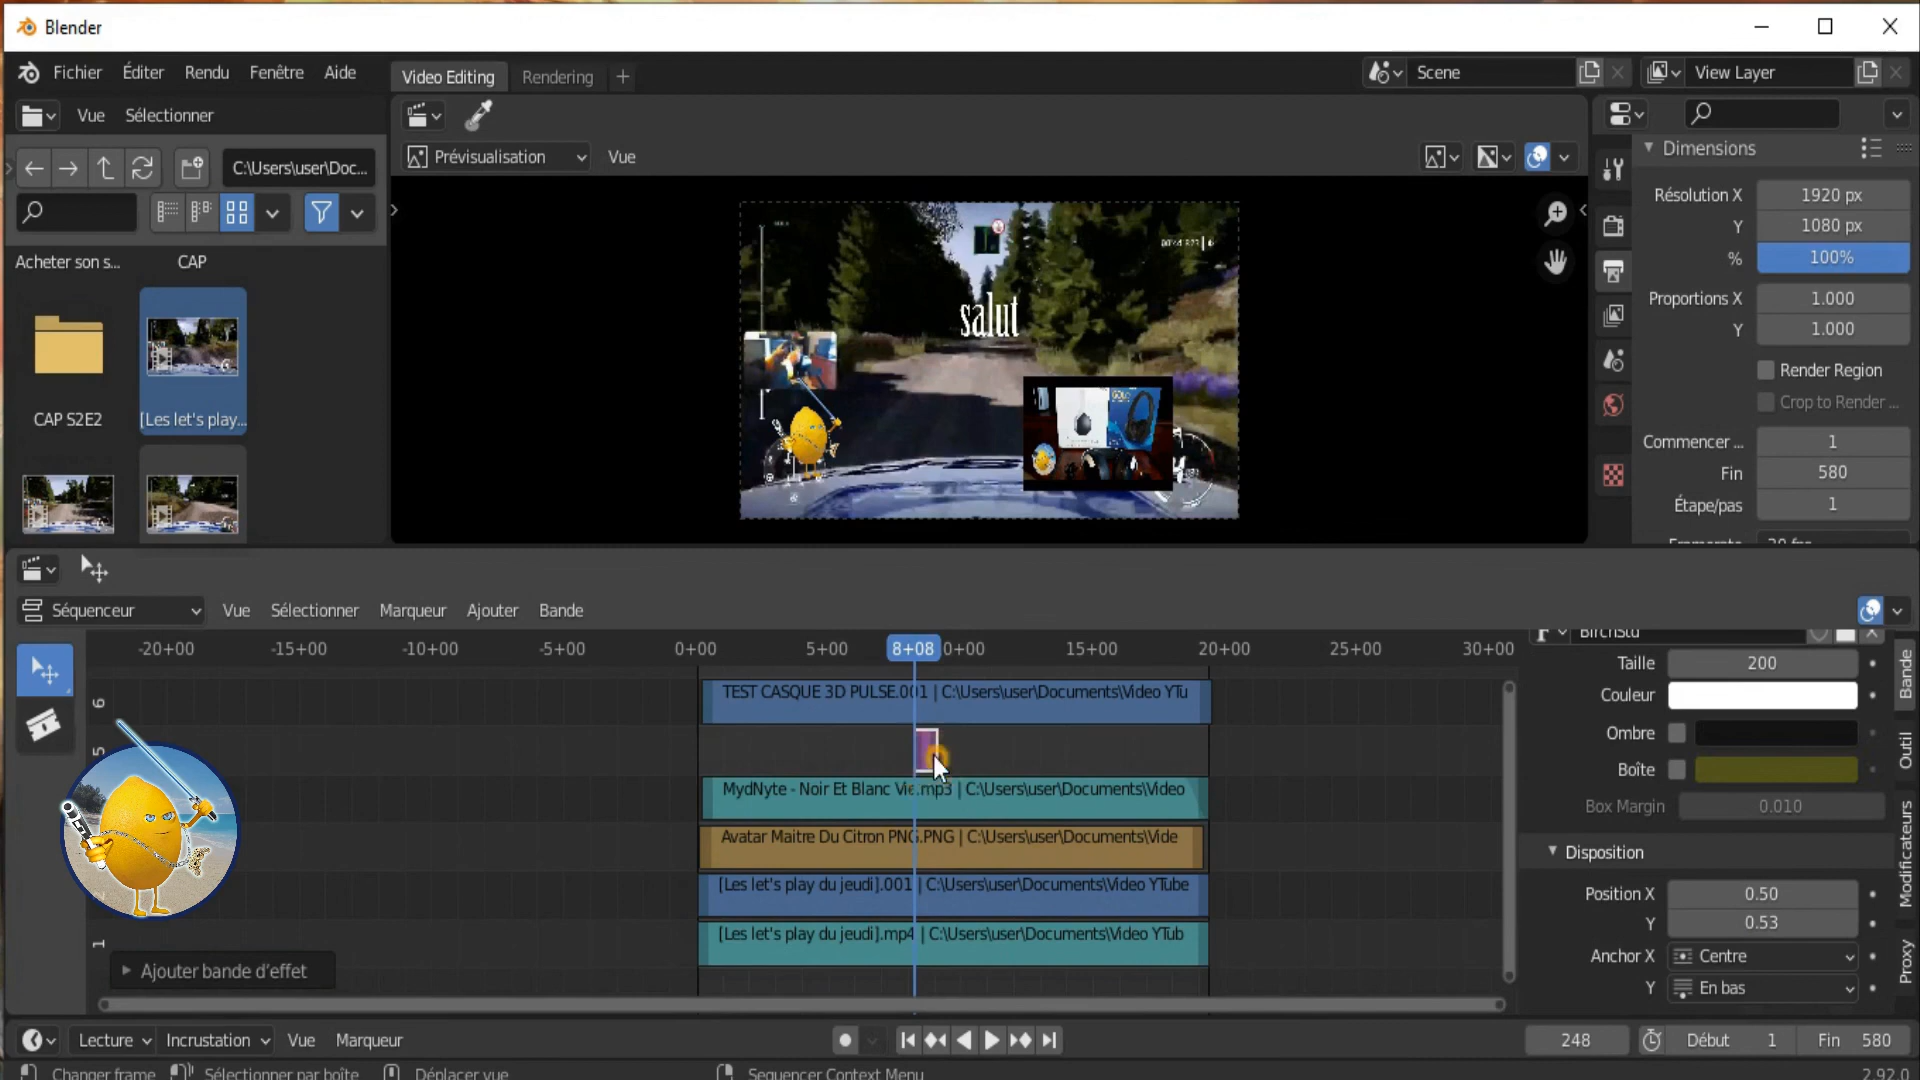 Blender
Fichier Éditer Rendu Fenêtre Aide
Video Editing Rendering +
Scene
View Layer
Vue Sélectionner
C:\Users\user\Doc...
Prévisualisation
Vue
Acheter son s...
CAP
CAP S2E2
[Les let's play...
salut
Dimensions
Résolution X 1920 px
Y 1080 px
% 100%
Proportions X 1.000
Y 1.000
Render Region
Crop to Render ...
Commencer ... 1
Fin 580
Étape/pas 1
Séquenceur
Vue Sélectionner Marqueur Ajouter Bande
-20+00 -15+00 -10+00 -5+00 0+00 5+00 8+08 0+00 15+00 20+00 25+00 30+00
6
TEST CASQUE 3D PULSE.001 | C:\Users\user\Documents\Video YTu
5
MydNyte - Noir Et Blanc Vie.mp3 | C:\Users\user\Documents\Video
Avatar Maitre Du Citron PNG.PNG | C:\Users\user\Documents\Vide
[Les let's play du jeudi].001 | C:\Users\user\Documents\Video YTube
1
[Les let's play du jeudi].mp4 | C:\Users\user\Documents\Video YTub
Ajouter bande d'effet
Taille 200
Couleur
Ombre
Boîte
Box Margin 0.010
Disposition
Position X 0.50
Y 0.53
Anchor X Centre
Y En bas
Bande
Outil
Modificateurs
Proxy
Lecture Incrustation Vue Marqueur
248
Début 1
Fin 580
Changer frame
Sélectionner par boîte
Déplacer vue
Sequencer Context Menu
2.92.0